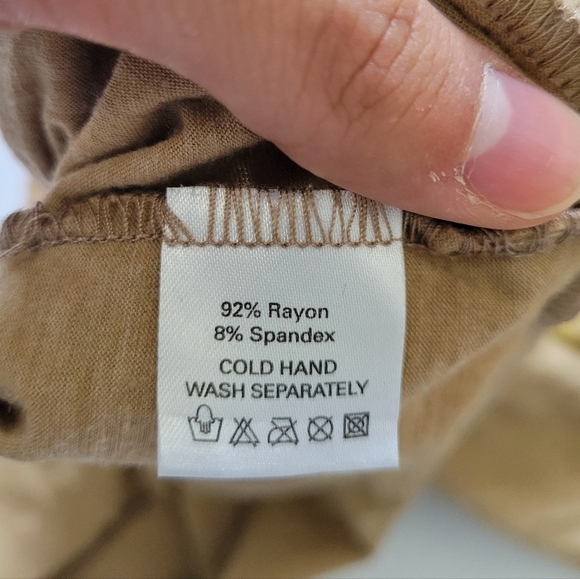 92% Rayon
8% Spandex
COLD HAND
WASH SEPARATELY